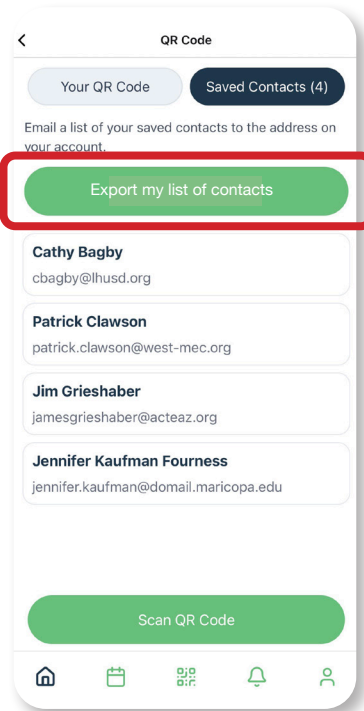 QR Code
Your QR Code
Saved Contacts (4)
Email a list of your saved contacts to the address on
your account.
Export my list of contacts
Cathy Bagby
cbagby@lhusd.org
Patrick Clawson
patrick.clawson@west-mec.org
Jim Grieshaber
jamesgrieshaber@acteaz.org
Jennifer Kaufman Fourness
jennifer.kaufman@domail.maricopa.edu
Scan QR Code